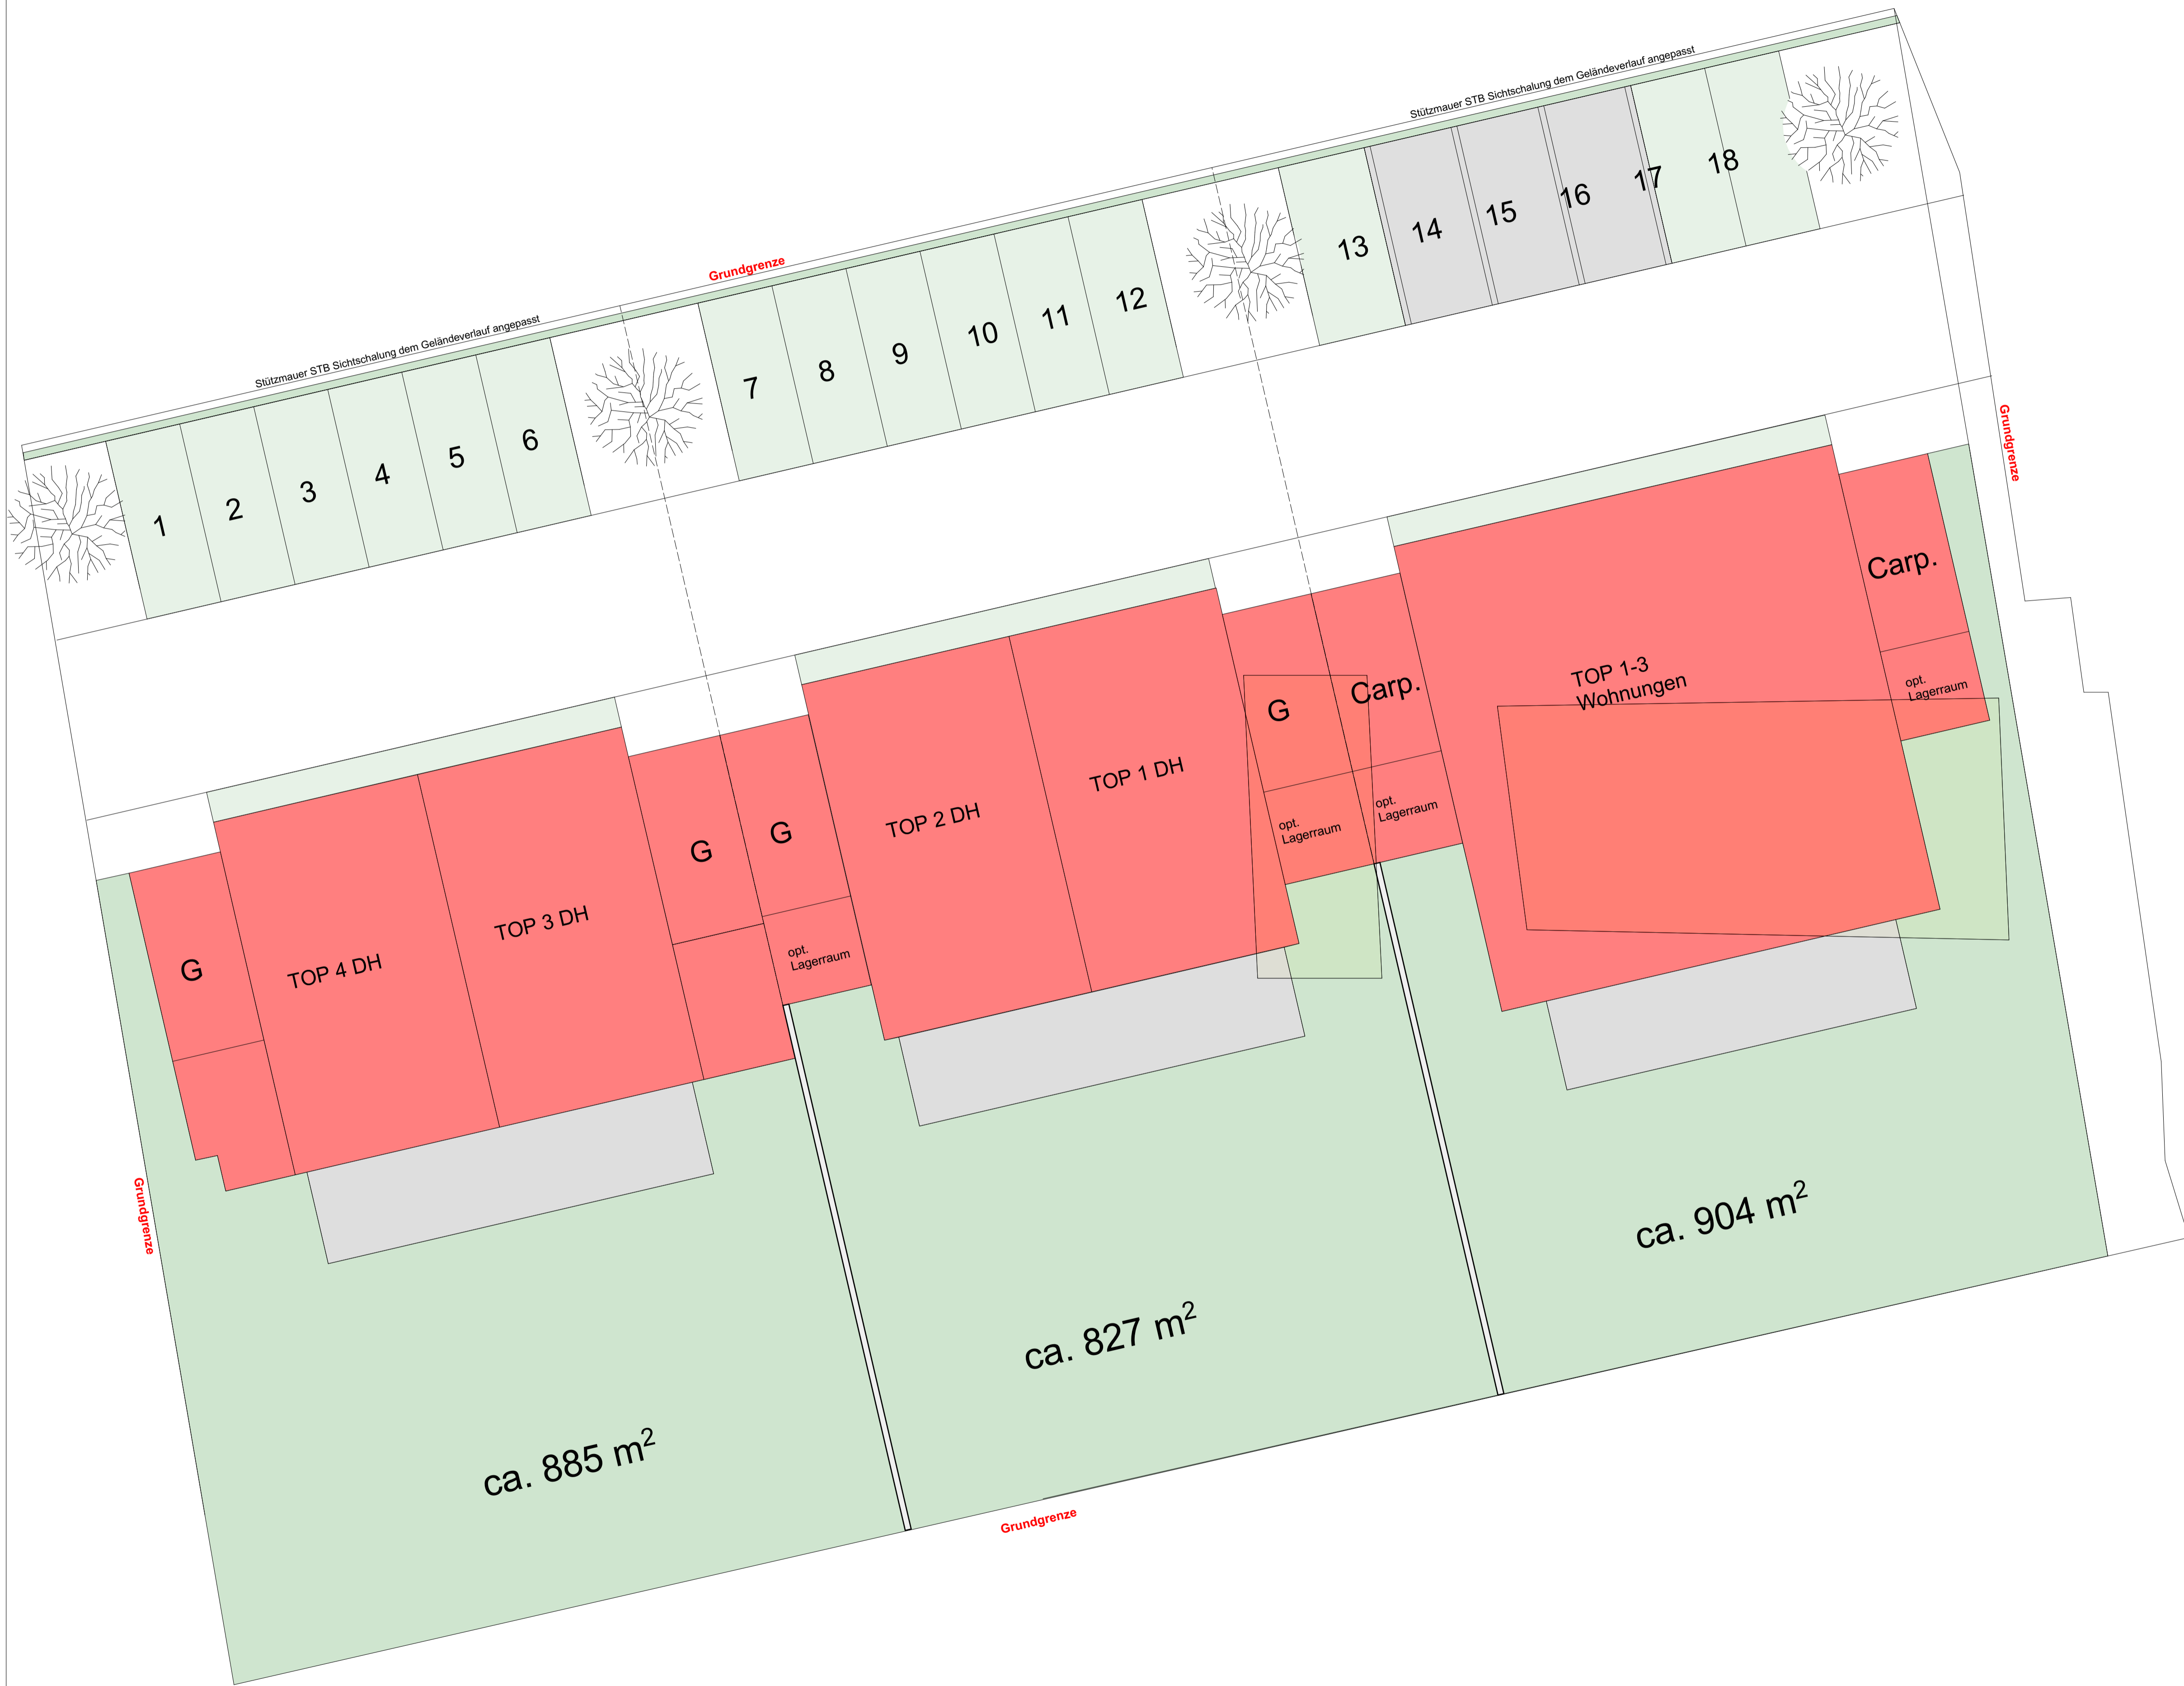 Stützmauer STB Sichtschalung dem Geländeverlauf angepasst
Stützmauer STB Sichtschalung dem Geländeverlauf angepasst
Grundgrenze
1
2
3
4
5
6
7
8
9
10
11
12
13
14
15
16
17
18
Grundgrenze
G
TOP 4 DH
TOP 3 DH
G
G
opt.
Lagerraum
TOP 2 DH
TOP 1 DH
G
opt.
Lagerraum
Carp.
opt.
Lagerraum
TOP 1-3
Wohnungen
Carp.
opt.
Lagerraum
Grundgrenze
ca. 885 m²
ca. 827 m²
ca. 904 m²
Grundgrenze